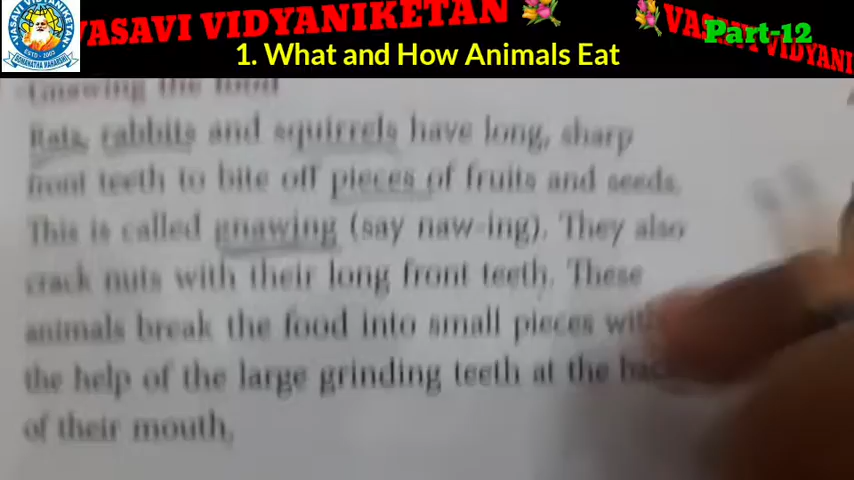 VASAVI VIDYANIKETAN
Part-12
1. What and How Animals Eat
Gnawing the food
Rats, rabbits and squirrels have long, sharp
front teeth to bite off pieces of fruits and seeds.
This is called gnawing (say naw-ing). They also
crack nuts with their long front teeth. These
animals break the food into small pieces with
the help of the large grinding teeth at the back
of their mouth.